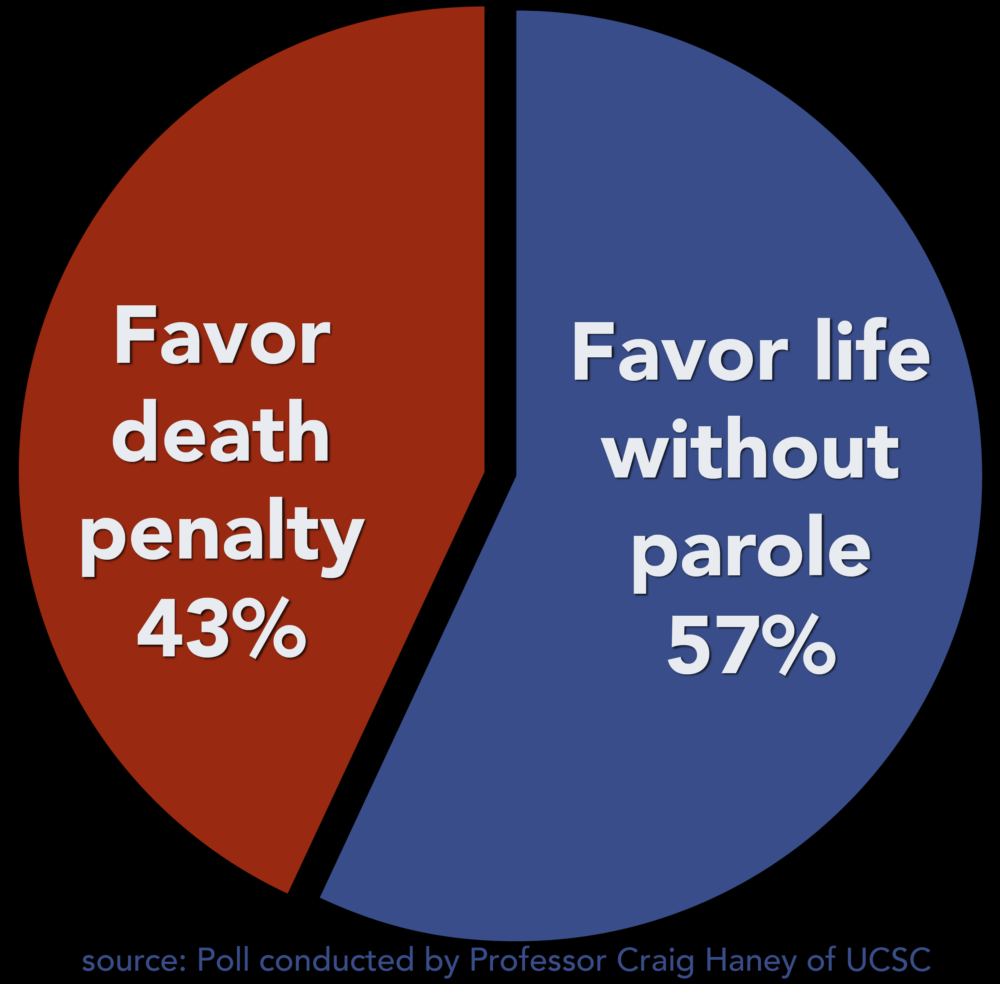 Favor
death
penalty
43%
Favor life
without
parole
57%
source: Poll conducted by Professor Craig Haney of UCSC